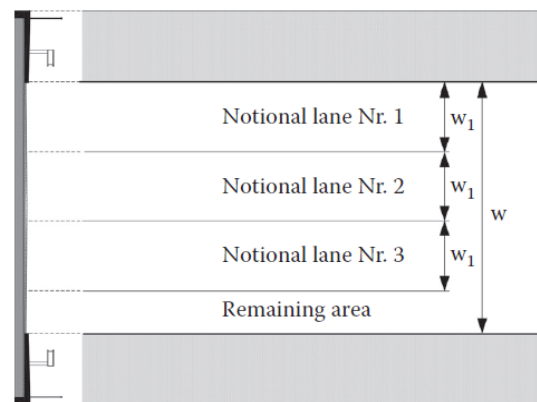 Notional lane Nr. 1
w1
Notional lane Nr. 2
w1
w
Notional lane Nr. 3
w1
Remaining area